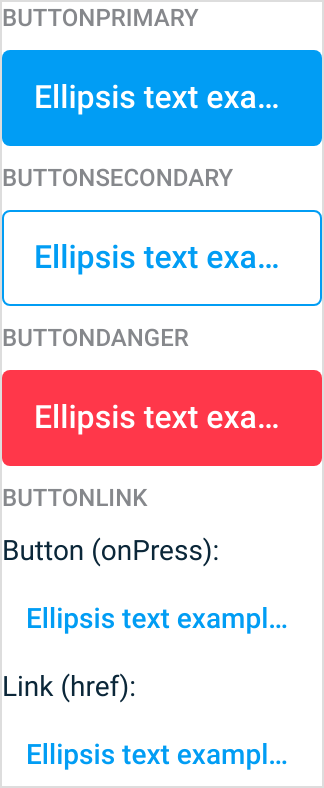 BUTTONPRIMARY
Ellipsis text exa...
BUTTONSECONDARY
Ellipsis text exa...
BUTTONDANGER
Ellipsis text exa...
BUTTONLINK
Button (onPress):
Ellipsis text exampl...
Link (href):
Ellipsis text exampl...